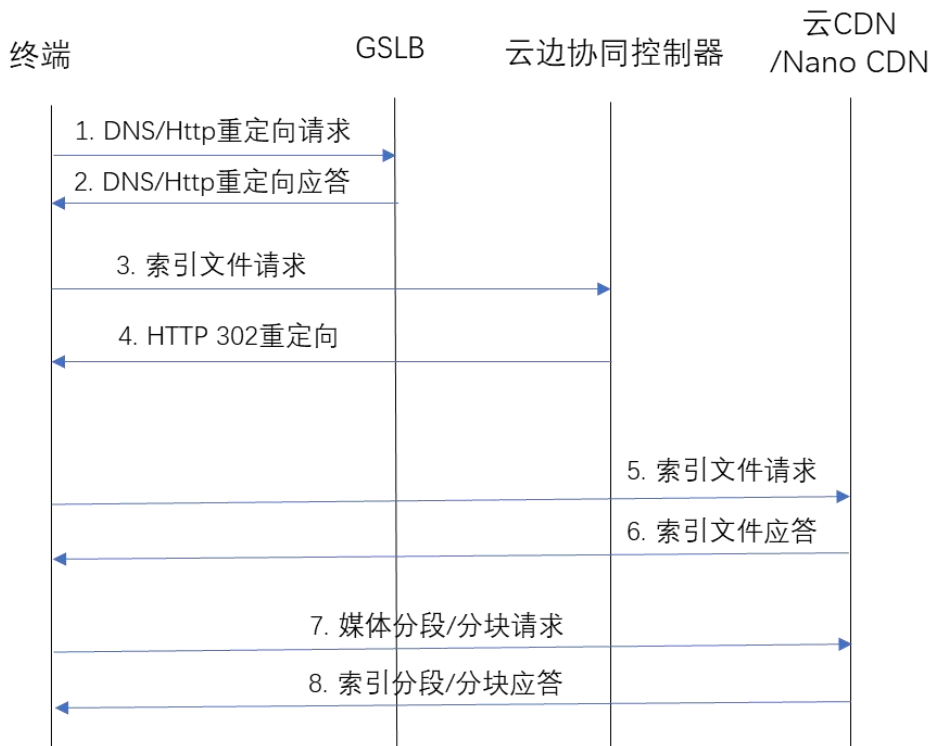 终端
GSLB
云边协同控制器
云CDN
/Nano CDN
1. DNS/Http重定向请求
2. DNS/Http重定向应答
3. 索引文件请求
4. HTTP 302重定向
5. 索引文件请求
6. 索引文件应答
7. 媒体分段/分块请求
8. 索引分段/分块应答